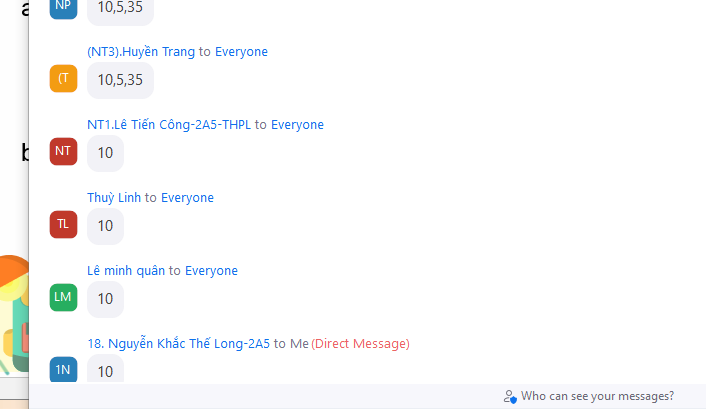 a
NP
10,5,35
(NT3).Huyền Trang to Everyone
(T
10,5,35
NT1.Lê Tiến Công-2A5-THPL to Everyone
b
NT
10
Thuỳ Linh to Everyone
TL
10
Lê minh quân to Everyone
LM
10
18. Nguyễn Khắc Thế Long-2A5 to Me(Direct Message)
1N
10
Who can see your messages?